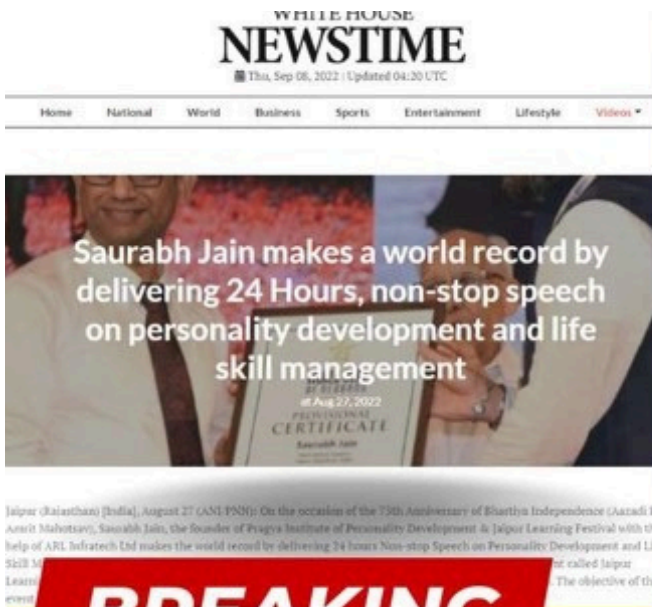 WHITE HOUSE
NEWSTIME
Thu, Sep 08, 2022 | Updated 04:20 UTC
Home National World Business Sports Entertainment Lifestyle Videos
Saurabh Jain makes a world record by
delivering 24 Hours, non-stop speech
on personality development and life
skill management
at Aug 27, 2022
PROVISIONAL
CERTIFICATE
Saurabh Jain
Jaipur (Rajasthan) [India], August 27 (ANI/PNN): On the occasion of the 75th Anniversary of Bhartiya Independence (Aazadi
Amrit Mahotsav), Saurabh Jain, the founder of Pragya Institute of Personality Development & Jaipur Learning Festival with
help of ARL Infratech Ltd makes the world record by delivering 24 hours Non-stop Speech on Personality Development and
Skill nt called Jaipur
Learni . The objective of
event
BREAKING